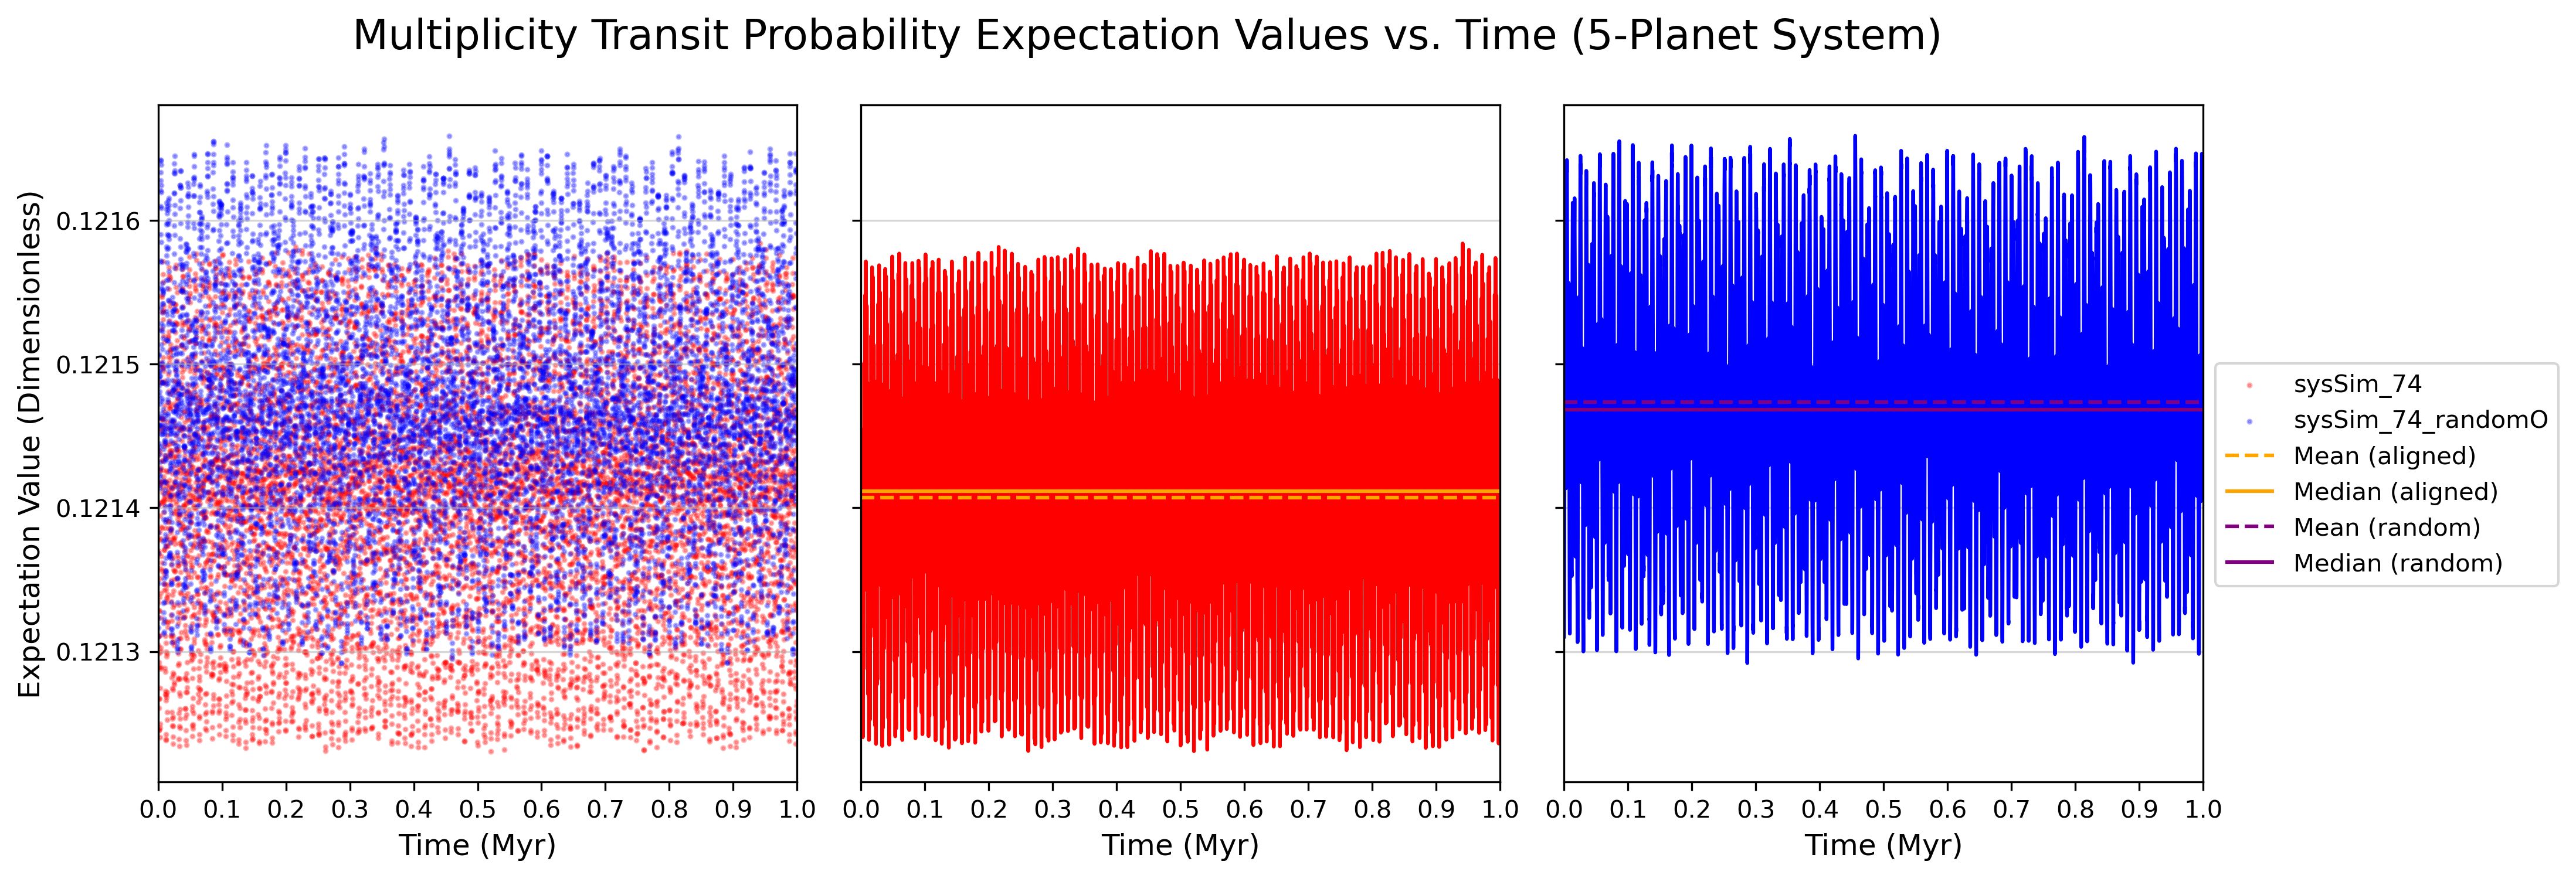 Multiplicity Transit Probability Expectation Values vs. Time (5-Planet System)
Expectation Value (Dimensionless)
0.1216
0.1215
0.1214
0.1213
0.0 0.1 0.2 0.3 0.4 0.5 0.6 0.7 0.8 0.9 1.0
Time (Myr)
0.0 0.1 0.2 0.3 0.4 0.5 0.6 0.7 0.8 0.9 1.0
Time (Myr)
0.0 0.1 0.2 0.3 0.4 0.5 0.6 0.7 0.8 0.9 1.0
Time (Myr)
sysSim_74
sysSim_74_randomO
Mean (aligned)
Median (aligned)
Mean (random)
Median (random)